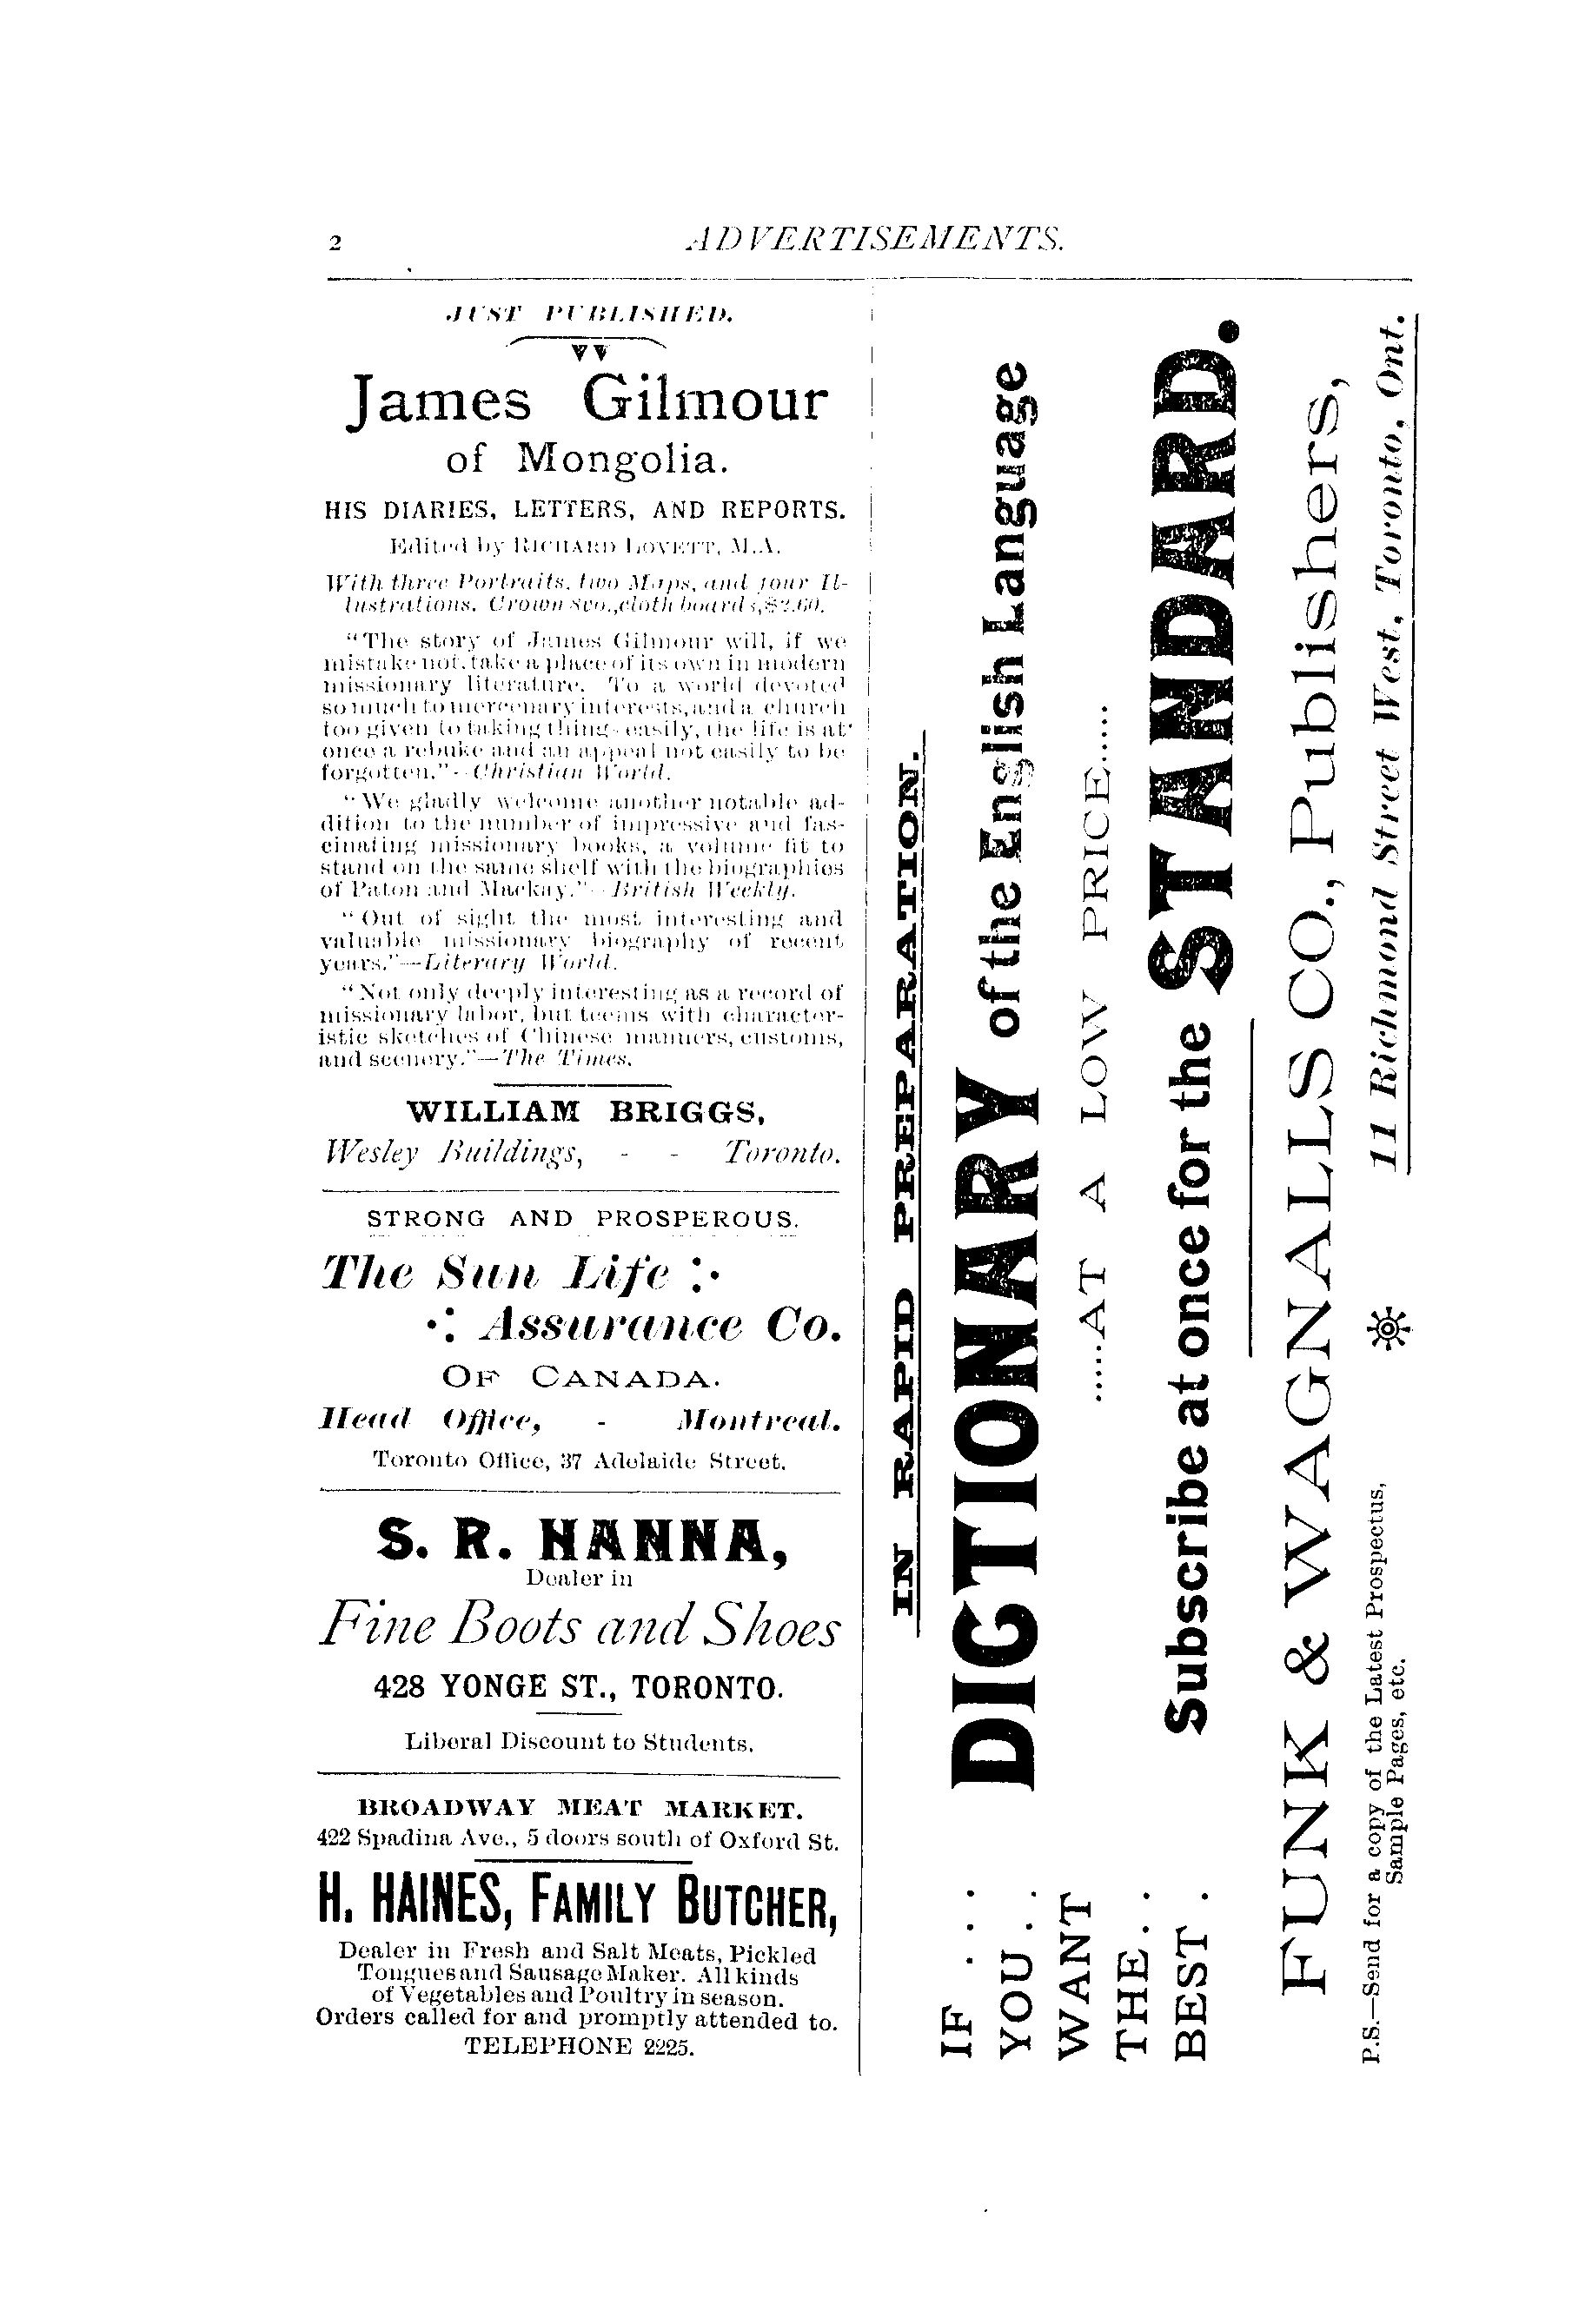 2
ADVERTISEMENTS.
JUST PUBLISHED.
James Gilmour
of Mongolia.
HIS DIARIES, LETTERS, AND REPORTS.
Edited by RICHARD LOVETT, M.A.
With three Portraits, two Maps, and four Il-
lustrations. Crown 8vo., cloth boards, $2.60.
"The story of James Gilmour will, if we
mistake not, take a place of its own in modern
missionary literature. To a world devoted
so much to mercenary interests, and a church
too given to taking things easily, the life is at
once a rebuke and an appeal not easily to be
forgotten."--Christian World.
"We gladly welcome another notable ad-
dition to the number of impressive and fas-
cinating missionary books, a volume fit to
stand on the same shelf with the biographies
of Paton and Mackay."--British Weekly.
"Out of sight the most interesting and
valuable missionary biography of recent
years."—Literary World.
"Not only deeply interesting as a record of
missionary labor, but teems with character-
istic sketches of Chinese manners, customs,
and scenery."—The Times.
WILLIAM BRIGGS,
Wesley Buildings, - - Toronto.
STRONG AND PROSPEROUS.
The Sun Life
Assurance Co.
OF CANADA.
Head Office, - Montreal.
Toronto Office, 37 Adelaide Street.
S. R. HANNA,
Dealer in
Fine Boots and Shoes
428 YONGE ST., TORONTO.
Liberal Discount to Students.
BROADWAY MEAT MARKET.
422 Spadina Ave., 5 doors south of Oxford St.
H. HAINES, FAMILY BUTCHER,
Dealer in Fresh and Salt Meats, Pickled
Tongues and Sausage Maker. All kinds
of Vegetables and Poultry in season.
Orders called for and promptly attended to.
TELEPHONE 2225.
IN RAPID PREPARATION.
IF . . .
YOU . .
WANT
THE . .
BEST .
DICTIONARY of the English Language
.....AT A LOW PRICE.....
Subscribe at once for the STANDARD.
FUNK & WAGNALLS CO., Publishers,
11 Richmond Street West, Toronto, Ont.
P.S.—Send for a copy of the Latest Prospectus,
Sample Pages, etc.